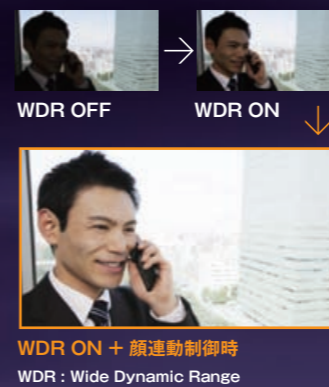 WDR OFF
WDR ON
WDR ON + 顔連動制御時
WDR : Wide Dynamic Range